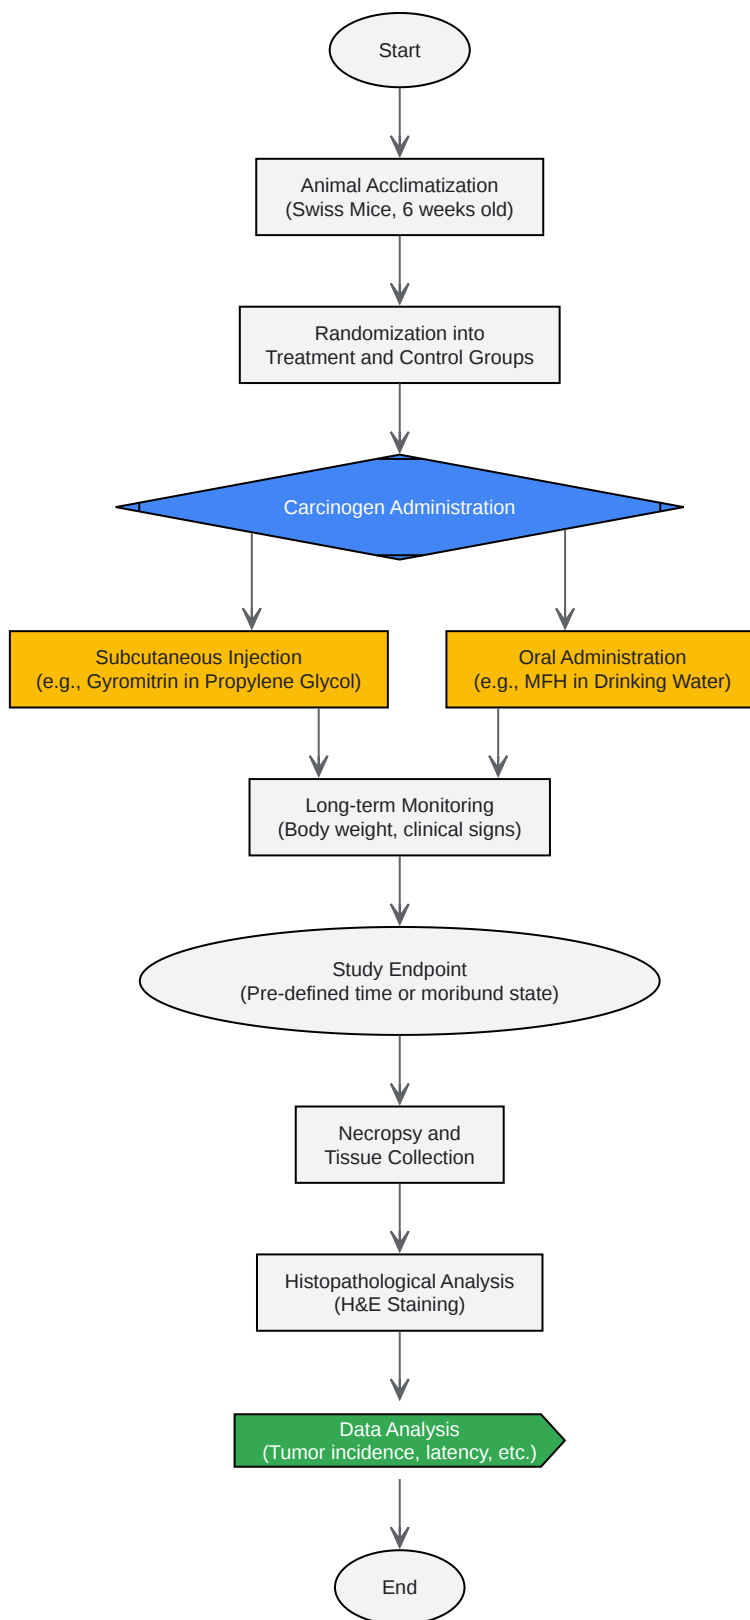 Start
Animal Acclimatization
(Swiss Mice, 6 weeks old)
Randomization into
Treatment and Control Groups
Carcinogen Administration
Subcutaneous Injection
(e.g., Gyromitrin in Propylene Glycol)
Oral Administration
(e.g., MFH in Drinking Water)
Long-term Monitoring
(Body weight, clinical signs)
Study Endpoint
(Pre-defined time or moribund state)
Necropsy and
Tissue Collection
Histopathological Analysis
(H&E Staining)
Data Analysis
(Tumor incidence, latency, etc.)
End